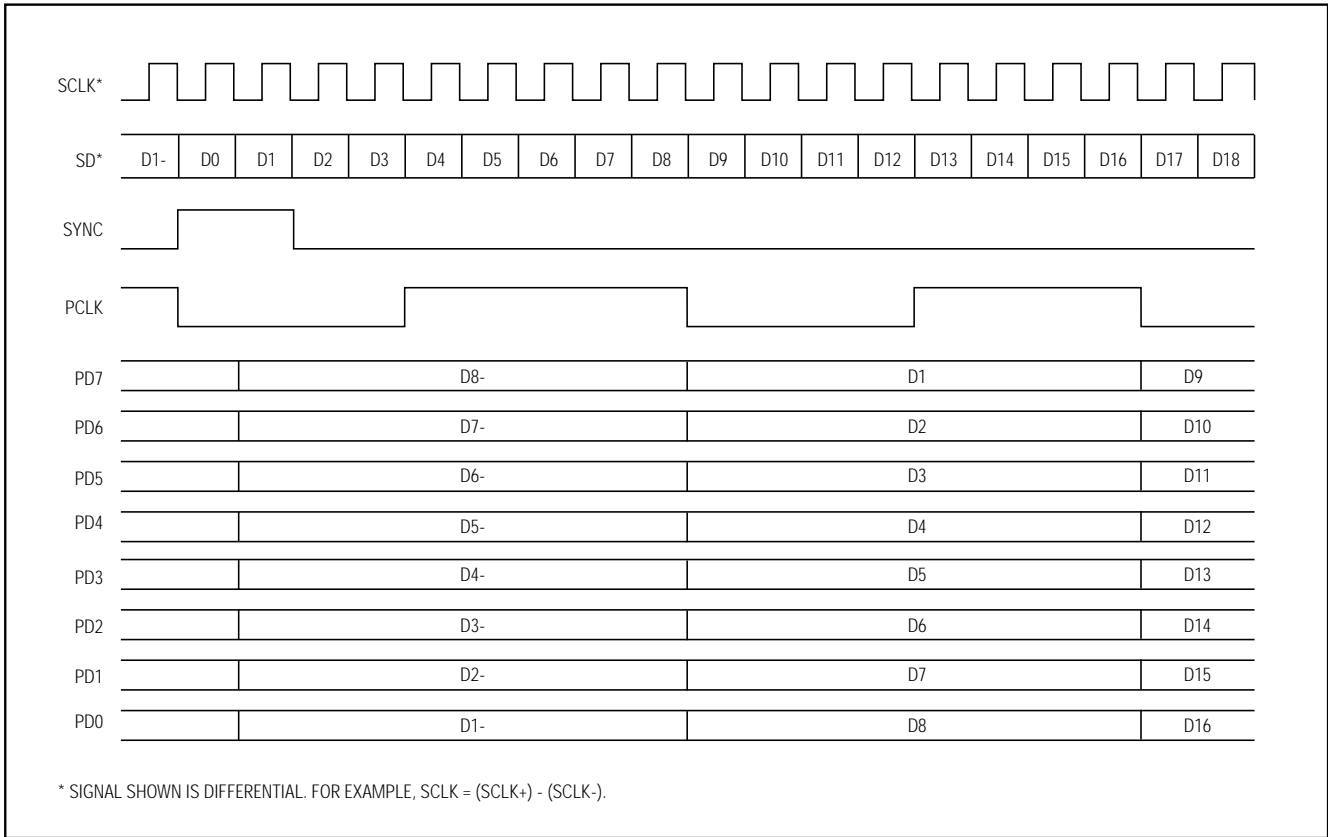 SCLK*
SD* D1- D0 D1 D2 D3 D4 D5 D6 D7 D8 D9 D10 D11 D12 D13 D14 D15 D16 D17 D18
SYNC
PCLK
PD7 D8- D1 D9
PD6 D7- D2 D10
PD5 D6- D3 D11
PD4 D5- D4 D12
PD3 D4- D5 D13
PD2 D3- D6 D14
PD1 D2- D7 D15
PD0 D1- D8 D16
* SIGNAL SHOWN IS DIFFERENTIAL. FOR EXAMPLE, SCLK = (SCLK+) - (SCLK-).